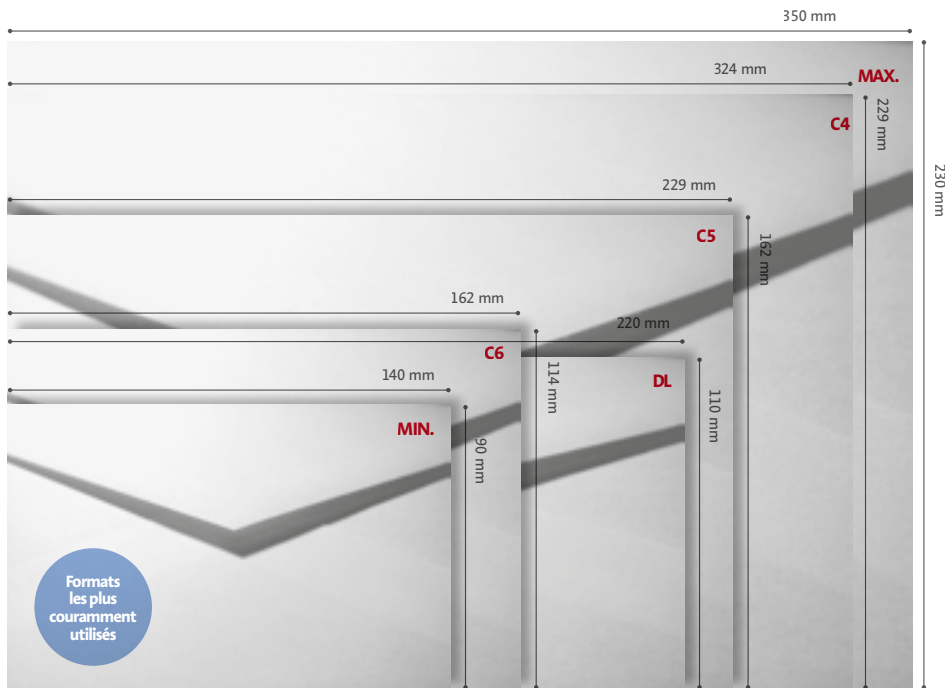 350 mm
324 mm
MAX.
C4
229 mm
230 mm
229 mm
C5
162 mm
162 mm
220 mm
C6
DL
114 mm
110 mm
140 mm
MIN.
90 mm
Formats
les plus
couramment
utilisés